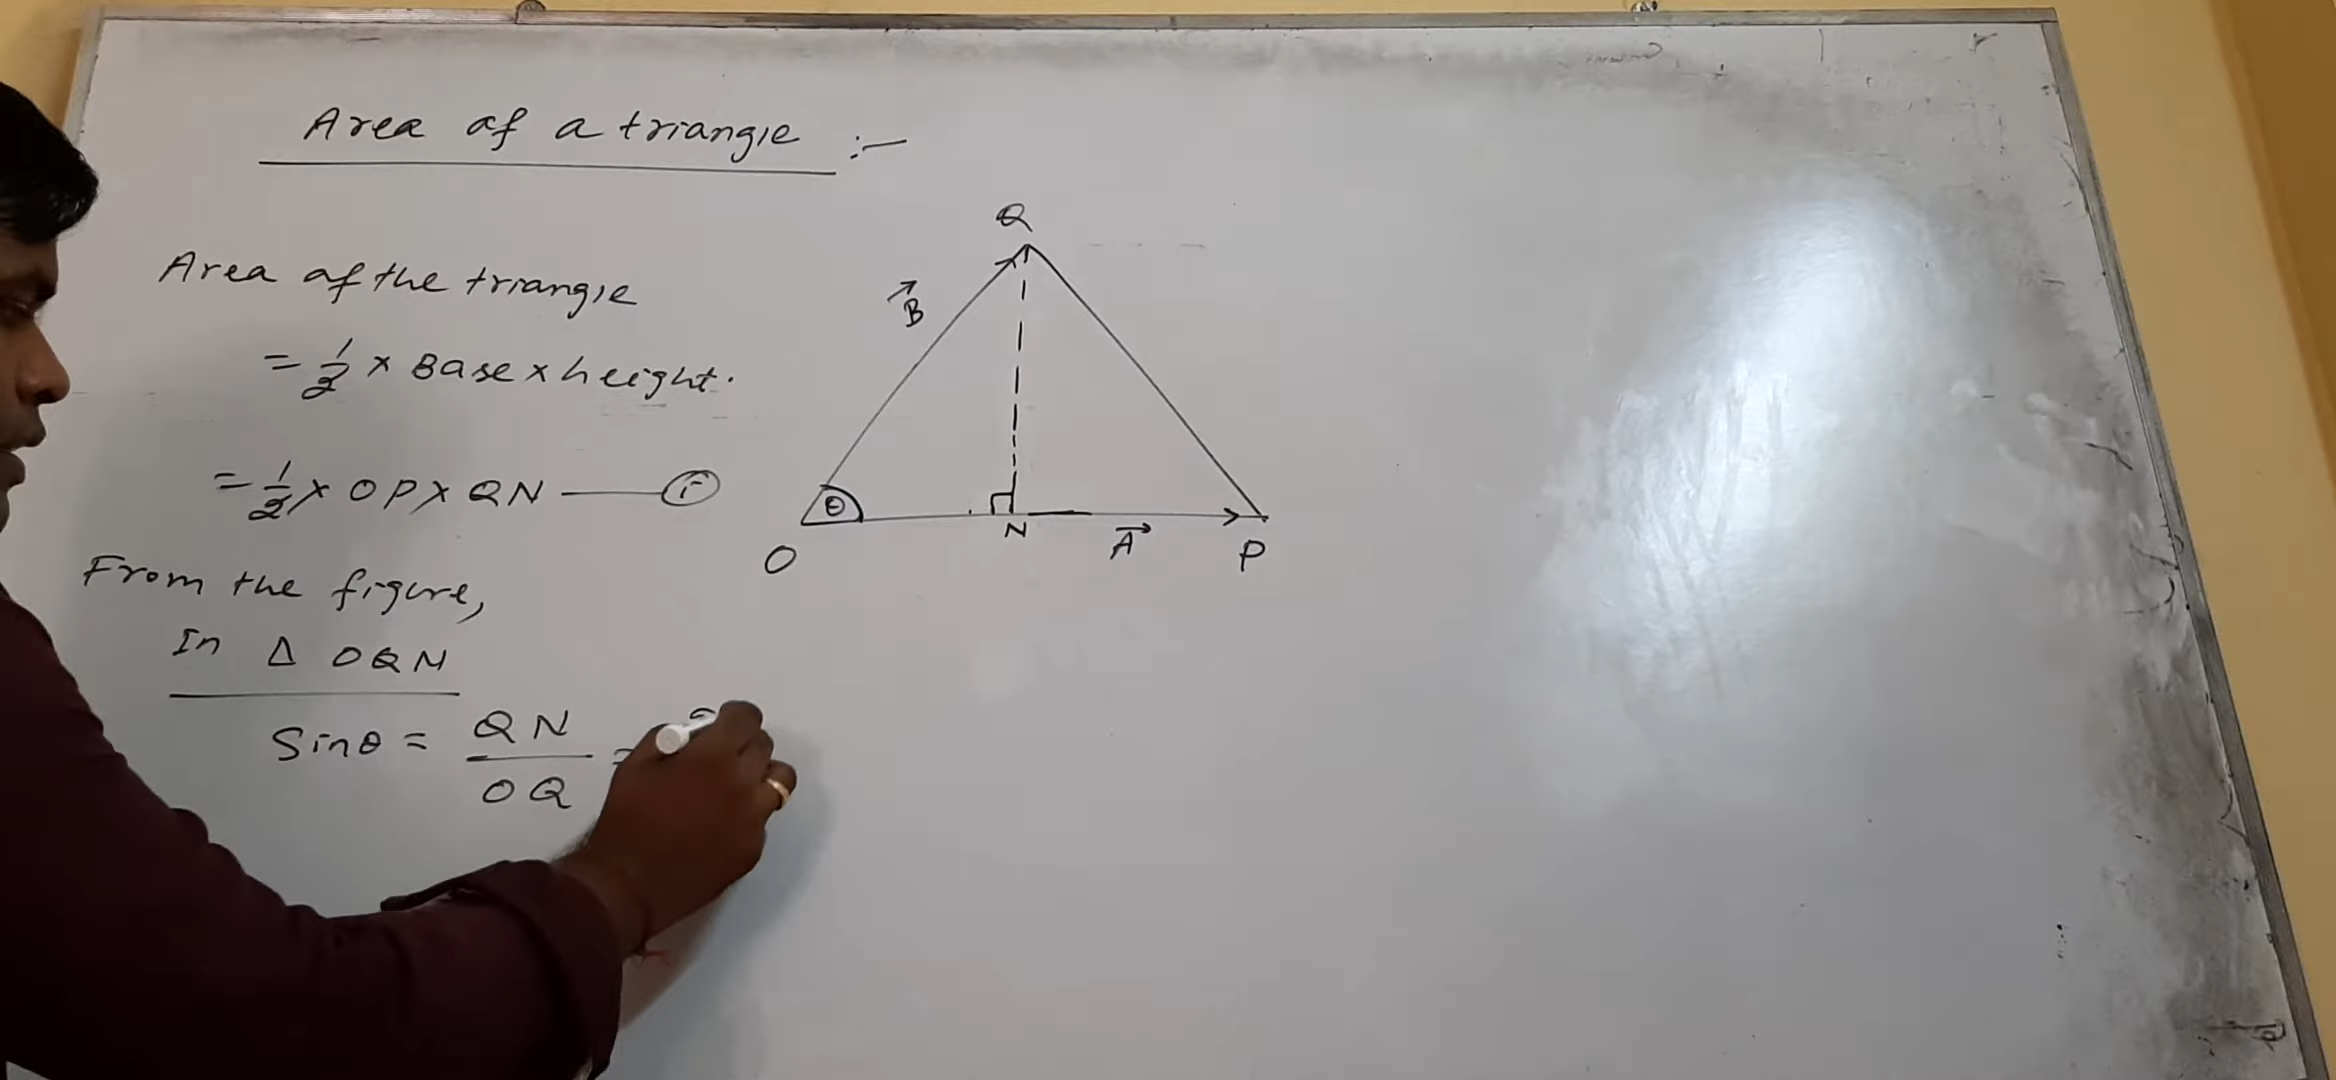 Area of a triangle :-
Area of the triangle
= 1/2 × Base × height.
= 1/2 × OP × QN —— (i)
From the figure,
In Δ OQN
Sinθ = QN/OQ =
Q
B⃗
θ
N
A⃗
O
P